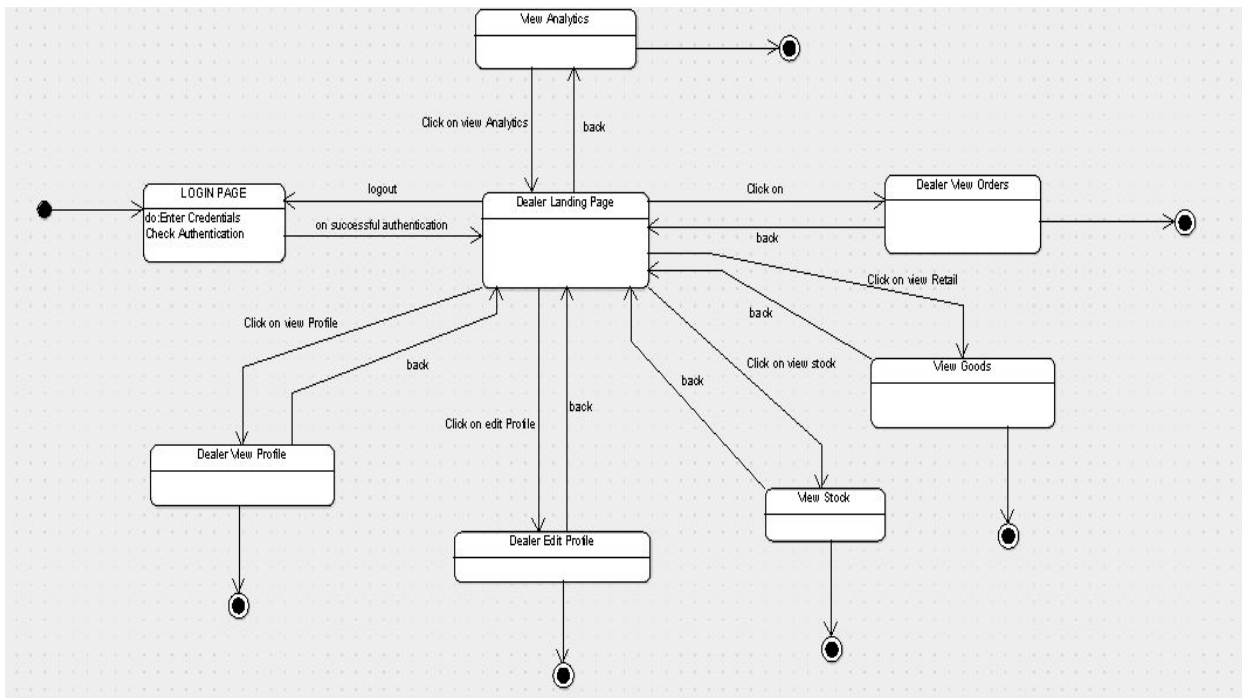 View Analytics
Click on view Analytics
back
LOGIN PAGE
do:Enter Credentials
Check Authentication
logout
on successful authentication
Dealer Landing Page
Click on
back
Dealer View Orders
Click on view Retail
back
View Goods
Click on view Profile
back
Dealer View Profile
Click on edit Profile
back
Dealer Edit Profile
Click on view stock
back
View Stock